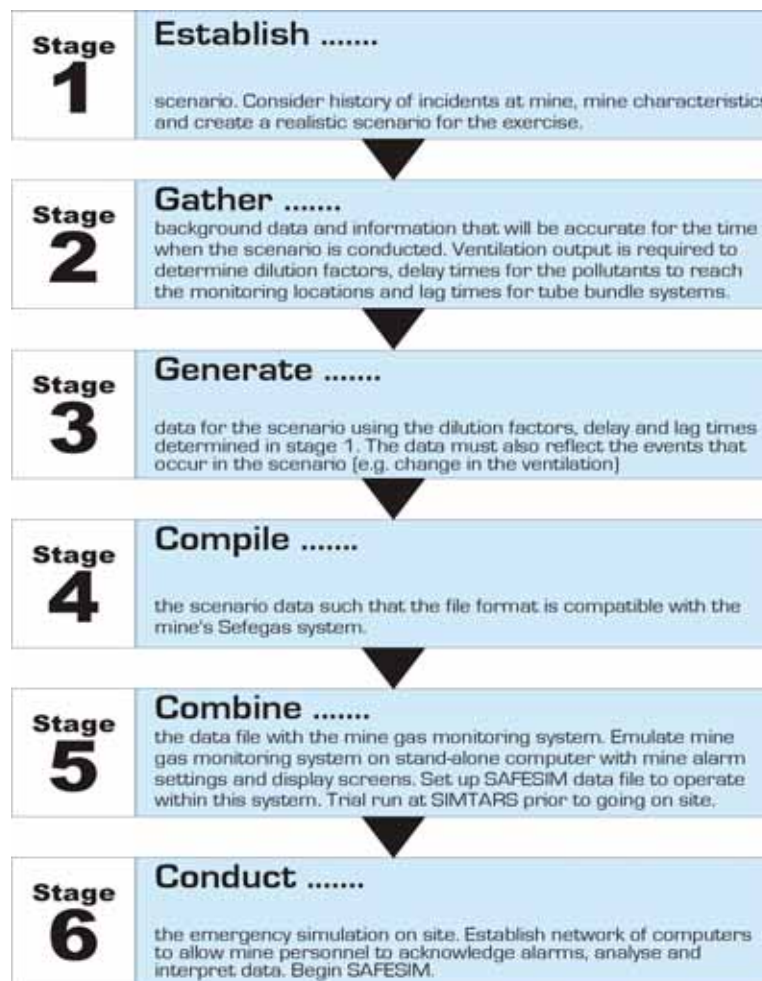 Stage
1
Establish .......
scenario. Consider history of incidents at mine, mine characteristics
and create a realistic scenario for the exercise.
Stage
2
Gather .......
background data and information that will be accurate for the time
when the scenario is conducted. Ventilation output is required to
determine dilution factors, delay times for the pollutants to reach
the monitoring locations and lag times for tube bundle systems.
Stage
3
Generate .......
data for the scenario using the dilution factors, delay and lag times
determined in stage 1. The data must also reflect the events that
occur in the scenario (e.g. change in the ventilation)
Stage
4
Compile .......
the scenario data such that the file format is compatible with the
mine's Sefegas system.
Stage
5
Combine .......
the data file with the mine gas monitoring system. Emulate mine
gas monitoring system on stand-alone computer with mine alarm
settings and display screens. Set up SAFESIM data file to operate
within this system. Trial run at SIMTARS prior to going on site.
Stage
6
Conduct .......
the emergency simulation on site. Establish network of computers
to allow mine personnel to acknowledge alarms, analyse and
interpret data. Begin SAFESIM.